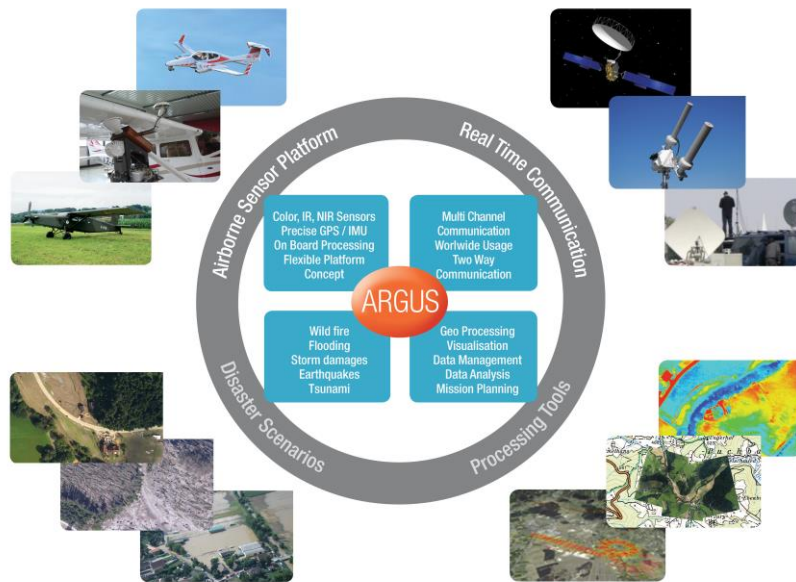 Airborne Sensor Platform
Real Time Communication
Color, IR, NIR Sensors
Precise GPS / IMU
On Board Processing
Flexible Platform
Concept
Multi Channel
Communication
Worlwide Usage
Two Way
Communication
ARGUS
Wild fire
Flooding
Storm damages
Earthquakes
Tsunami
Geo Processing
Visualisation
Data Management
Data Analysis
Mission Planning
Disaster Scenarios
Processing Tools